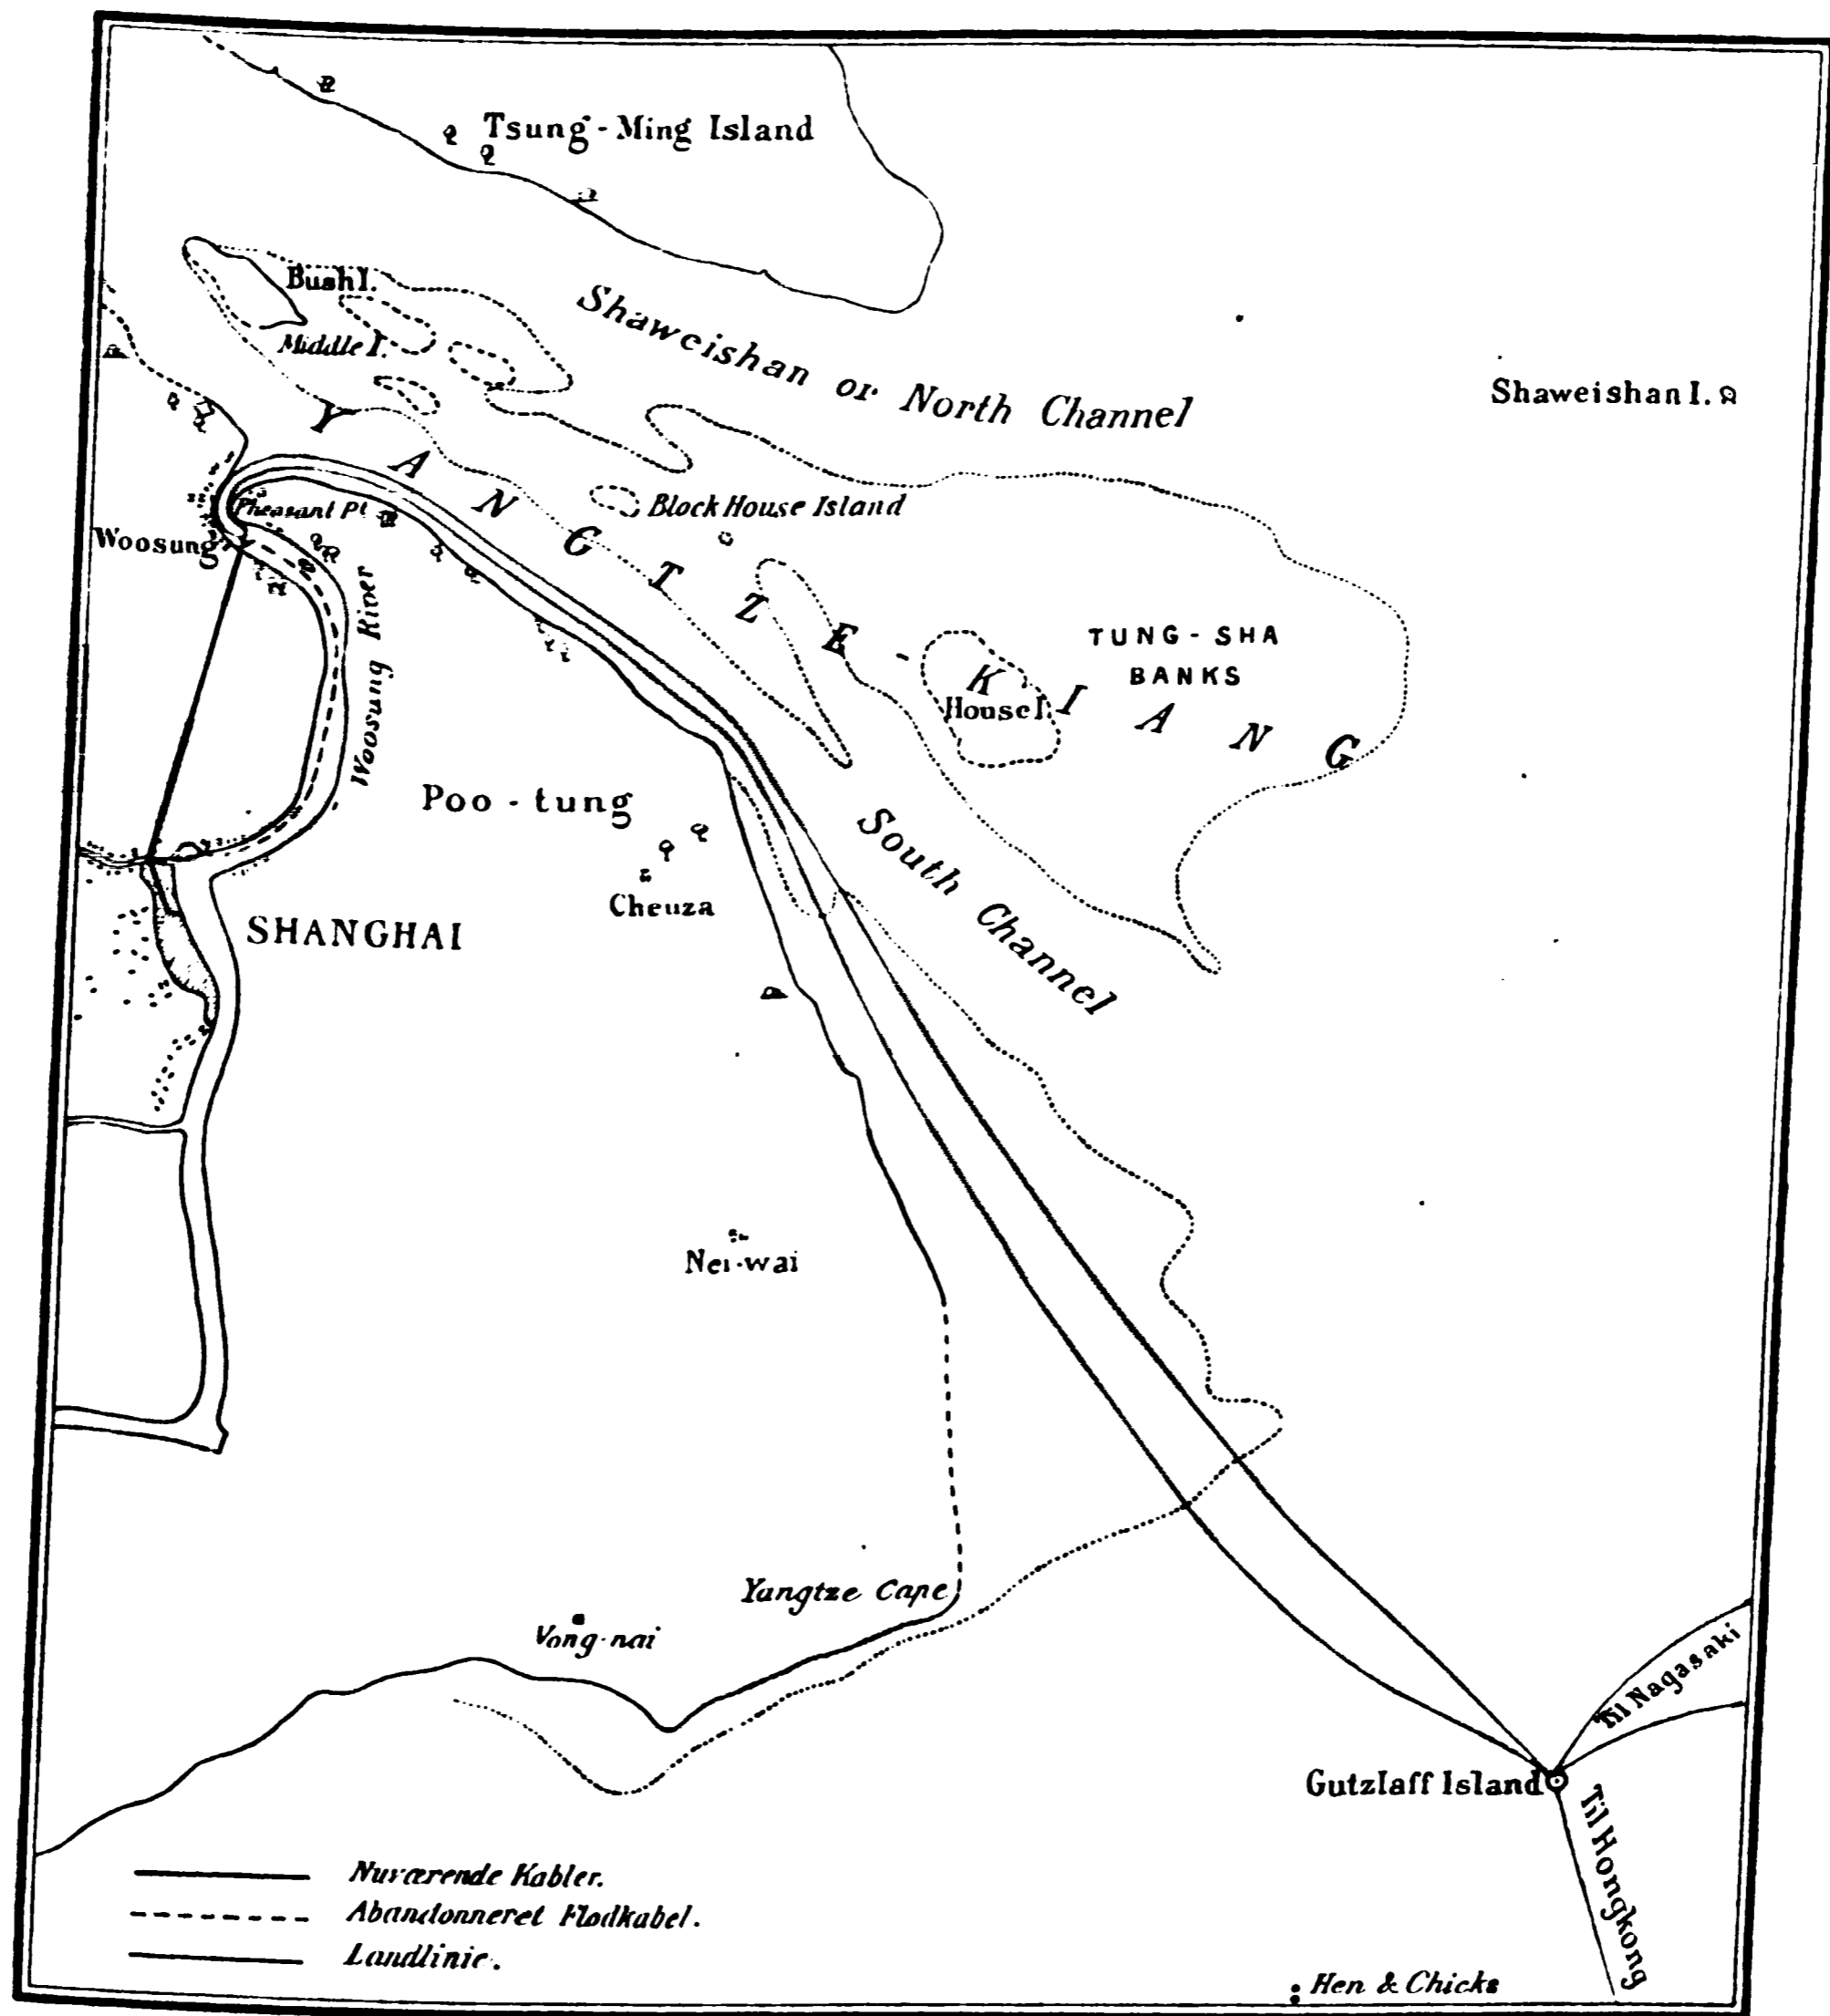 Tsung-Ming Island
Bush I.
Middle I.
Shaweishan or North Channel
Shaweishan I.
YANGTZE-KIANG
Pheasant Pt
Block House Island
Woosung
Woosung River
TUNG-SHA
BANKS
House I.
Poo-tung
South Channel
Cheuza
SHANGHAI
Nei-wai
Yangtze Cape
Vong-nai
Til Nagasaki
Gutzlaff Island
Til Hongkong
Nuværende Kabler.
Abandonneret Flodkabel.
Landlinie.
Hen & Chicks